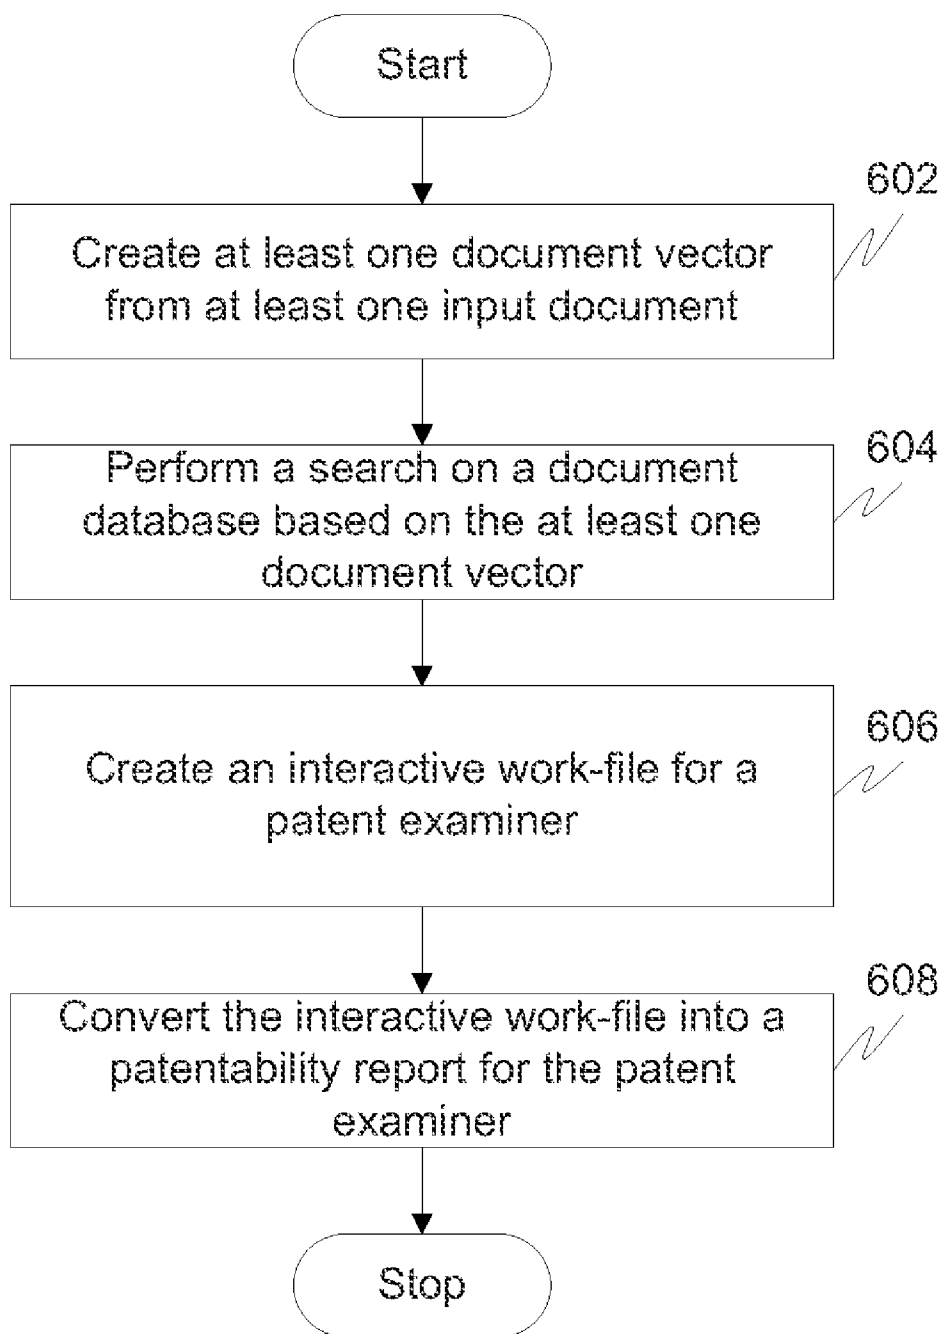 Start
602
Create at least one document vector
from at least one input document
604
Perform a search on a document
database based on the at least one
document vector
606
Create an interactive work-file for a
patent examiner
608
Convert the interactive work-file into a
patentability report for the patent
examiner
Stop